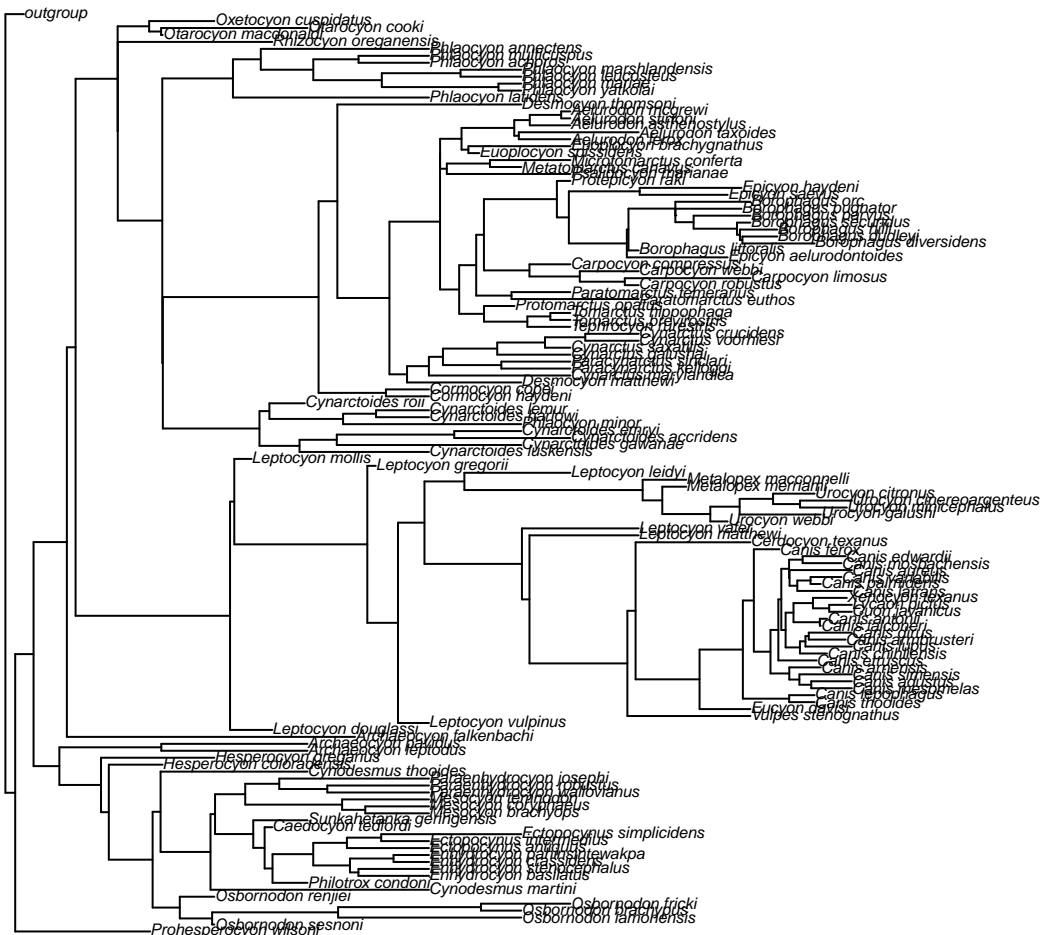 outgroup
Oxetocyon cuspidatus
Otarocyon cooki
Otarocyon macdonaldi
Rhizocyon oreganensis
Phlaocyon annectens
Phlaocyon multicuspus
Phlaocyon achoros
Phlaocyon marshlandensis
Phlaocyon leucosteus
Phlaocyon mariae
Phlaocyon yatkolai
Phlaocyon latidens
Desmocyon thomsoni
Aelurodon mcgrewi
Aelurodon stirtoni
Aelurodon asthenostylus
Aelurodon taxoides
Aelurodon ferox
Euoplocyon brachygnathus
Euoplocyon spissidens
Microtomarctus conferta
Metatomarctus canavus
Psalidocyon marianae
Protepicyon raki
Epicyon haydeni
Epicyon saevus
Borophagus orc
Borophagus pugnator
Borophagus parvus
Borophagus secundus
Borophagus hilli
Borophagus dudleyi
Borophagus diversidens
Borophagus littoralis
Epicyon aelurodontoides
Carpocyon compressus
Carpocyon webbi
Carpocyon limosus
Carpocyon robustus
Paratomarctus temerarius
Paratomarctus euthos
Protomarctus opatus
Tomarctus hippophaga
Tomarctus brevirostris
Tephrocyon rurestris
Cynarctus crucidens
Cynarctus voorhiesi
Cynarctus saxatilis
Cynarctus galushai
Paracynarctus sinclari
Paracynarctus kelloggi
Cynarctus marylandica
Desmocyon matthewi
Cormocyon copei
Cormocyon haydeni
Cynarctoides roii
Cynarctoides lemur
Cynarctoides harlowi
Phlaocyon minor
Cynarctoides emryi
Cynarctoides accridens
Cynarctoides gawanae
Cynarctoides luskensis
Leptocyon mollis
Leptocyon gregorii
Leptocyon leidyi
Metalopex macconnelli
Metalopex merriami
Urocyon citronus
Urocyon cinereoargenteus
Urocyon minicephalus
Urocyon galushi
Urocyon webbi
Leptocyon vafer
Leptocyon matthewi
Cerdocyon texanus
Canis ferox
Canis edwardii
Canis mosbachensis
Canis aureus
Canis variabilis
Canis palmidens
Canis latrans
Xenocyon texanus
Lycaon pictus
Cuon javanicus
Canis antonii
Canis falconeri
Canis dirus
Canis armbrusteri
Canis lupus
Canis chihliensis
Canis etruscus
Canis arnensis
Canis simensis
Canis adustus
Canis mesomelas
Canis lepophagus
Canis thooides
Eucyon davisi
Vulpes stenognathus
Leptocyon vulpinus
Leptocyon douglassi
Archaeocyon falkenbachi
Archaeocyon pavidus
Archaeocyon leptodus
Hesperocyon gregarius
Hesperocyon coloradensis
Cynodesmus thooides
Paraenhydrocyon josephi
Paraenhydrocyon robustus
Paraenhydrocyon wallovianus
Mesocyon temnodon
Mesocyon coryphaeus
Mesocyon brachyops
Sunkahetanka geringensis
Caedocyon tedfordi
Ectopocynus simplicidens
Ectopocynus intermedius
Ectopocynus antiquus
Enhydrocyon pahinsintewakpa
Enhydrocyon crassidens
Enhydrocyon stenocephalus
Enhydrocyon basilatus
Philotrox condoni
Cynodesmus martini
Osbornodon renjiei
Osbornodon fricki
Osbornodon brachypus
Osbornodon iamonensis
Osbornodon sesnoni
Prohesperocyon wilsoni